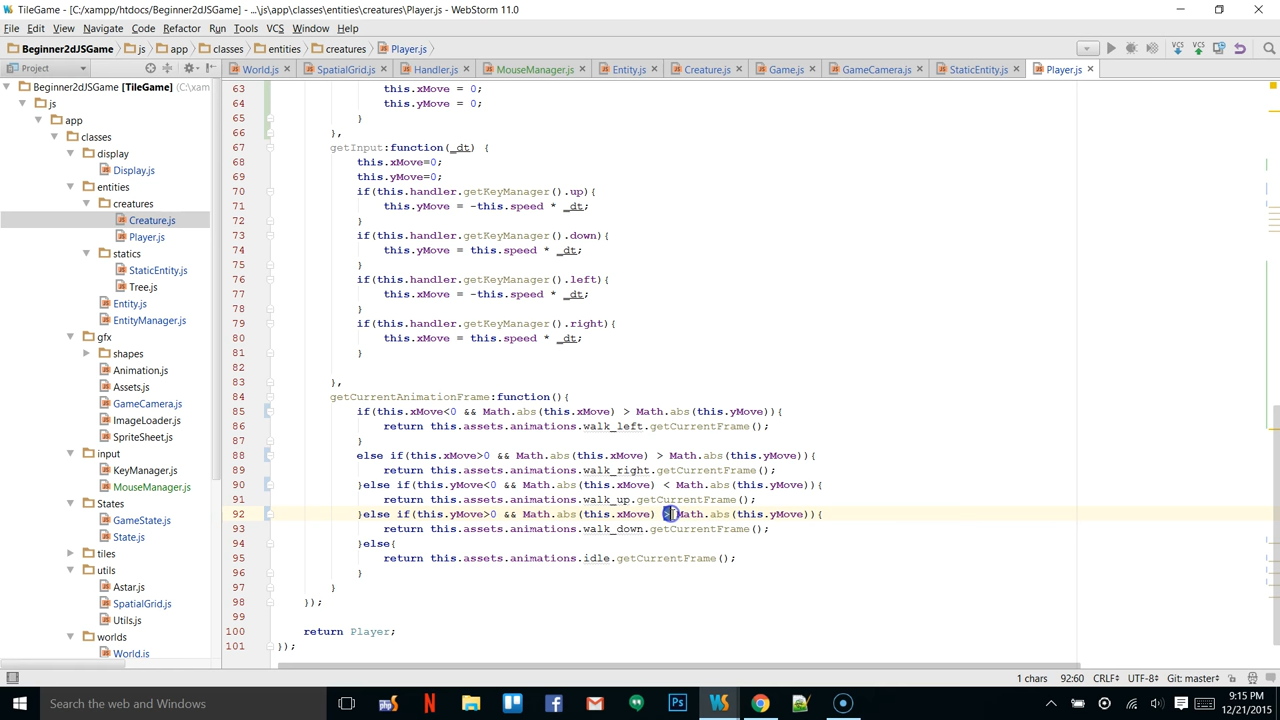 TileGame - [C:\xampp\htdocs\Beginner2dJSGame] - ...\js\app\classes\entities\creatures\Player.js - WebStorm 11.0
File Edit View Navigate Code Refactor Run Tools VCS Window Help
Beginner2dJSGame js app classes entities creatures Player.js
Project World.js SpatialGrid.js Handler.js MouseManager.js Entity.js Creature.js Game.js GameCamera.js StaticEntity.js Player.js
Beginner2dJSGame [TileGame] (C:\xam
js
app
classes
display
Display.js
entities
creatures
Creature.js
Player.js
statics
StaticEntity.js
Tree.js
Entity.js
EntityManager.js
gfx
shapes
Animation.js
Assets.js
GameCamera.js
ImageLoader.js
SpriteSheet.js
input
KeyManager.js
MouseManager.js
States
GameState.js
State.js
tiles
utils
Astar.js
SpatialGrid.js
Utils.js
worlds
World.js
63 this.xMove = 0;
64 this.yMove = 0;
65 }
66 },
67 getInput:function(_dt) {
68 this.xMove=0;
69 this.yMove=0;
70 if(this.handler.getKeyManager().up){
71 this.yMove = -this.speed * _dt;
72 }
73 if(this.handler.getKeyManager().down){
74 this.yMove = this.speed * _dt;
75 }
76 if(this.handler.getKeyManager().left){
77 this.xMove = -this.speed * _dt;
78 }
79 if(this.handler.getKeyManager().right){
80 this.xMove = this.speed * _dt;
81 }
82
83 },
84 getCurrentAnimationFrame:function(){
85 if(this.xMove<0 && Math.abs(this.xMove) > Math.abs(this.yMove)){
86 return this.assets.animations.walk_left.getCurrentFrame();
87 }
88 else if(this.xMove>0 && Math.abs(this.xMove) > Math.abs(this.yMove)){
89 return this.assets.animations.walk_right.getCurrentFrame();
90 }else if(this.yMove<0 && Math.abs(this.xMove) < Math.abs(this.yMove)){
91 return this.assets.animations.walk_up.getCurrentFrame();
92 }else if(this.yMove>0 && Math.abs(this.xMove) > Math.abs(this.yMove)){
93 return this.assets.animations.walk_down.getCurrentFrame();
94 }else{
95 return this.assets.animations.idle.getCurrentFrame();
96 }
97 }
98 });
99
100 return Player;
101 });
1 chars 92:60 CRLF÷ UTF-8÷ Git: master÷
Search the web and Windows
9:15 PM
12/21/2015